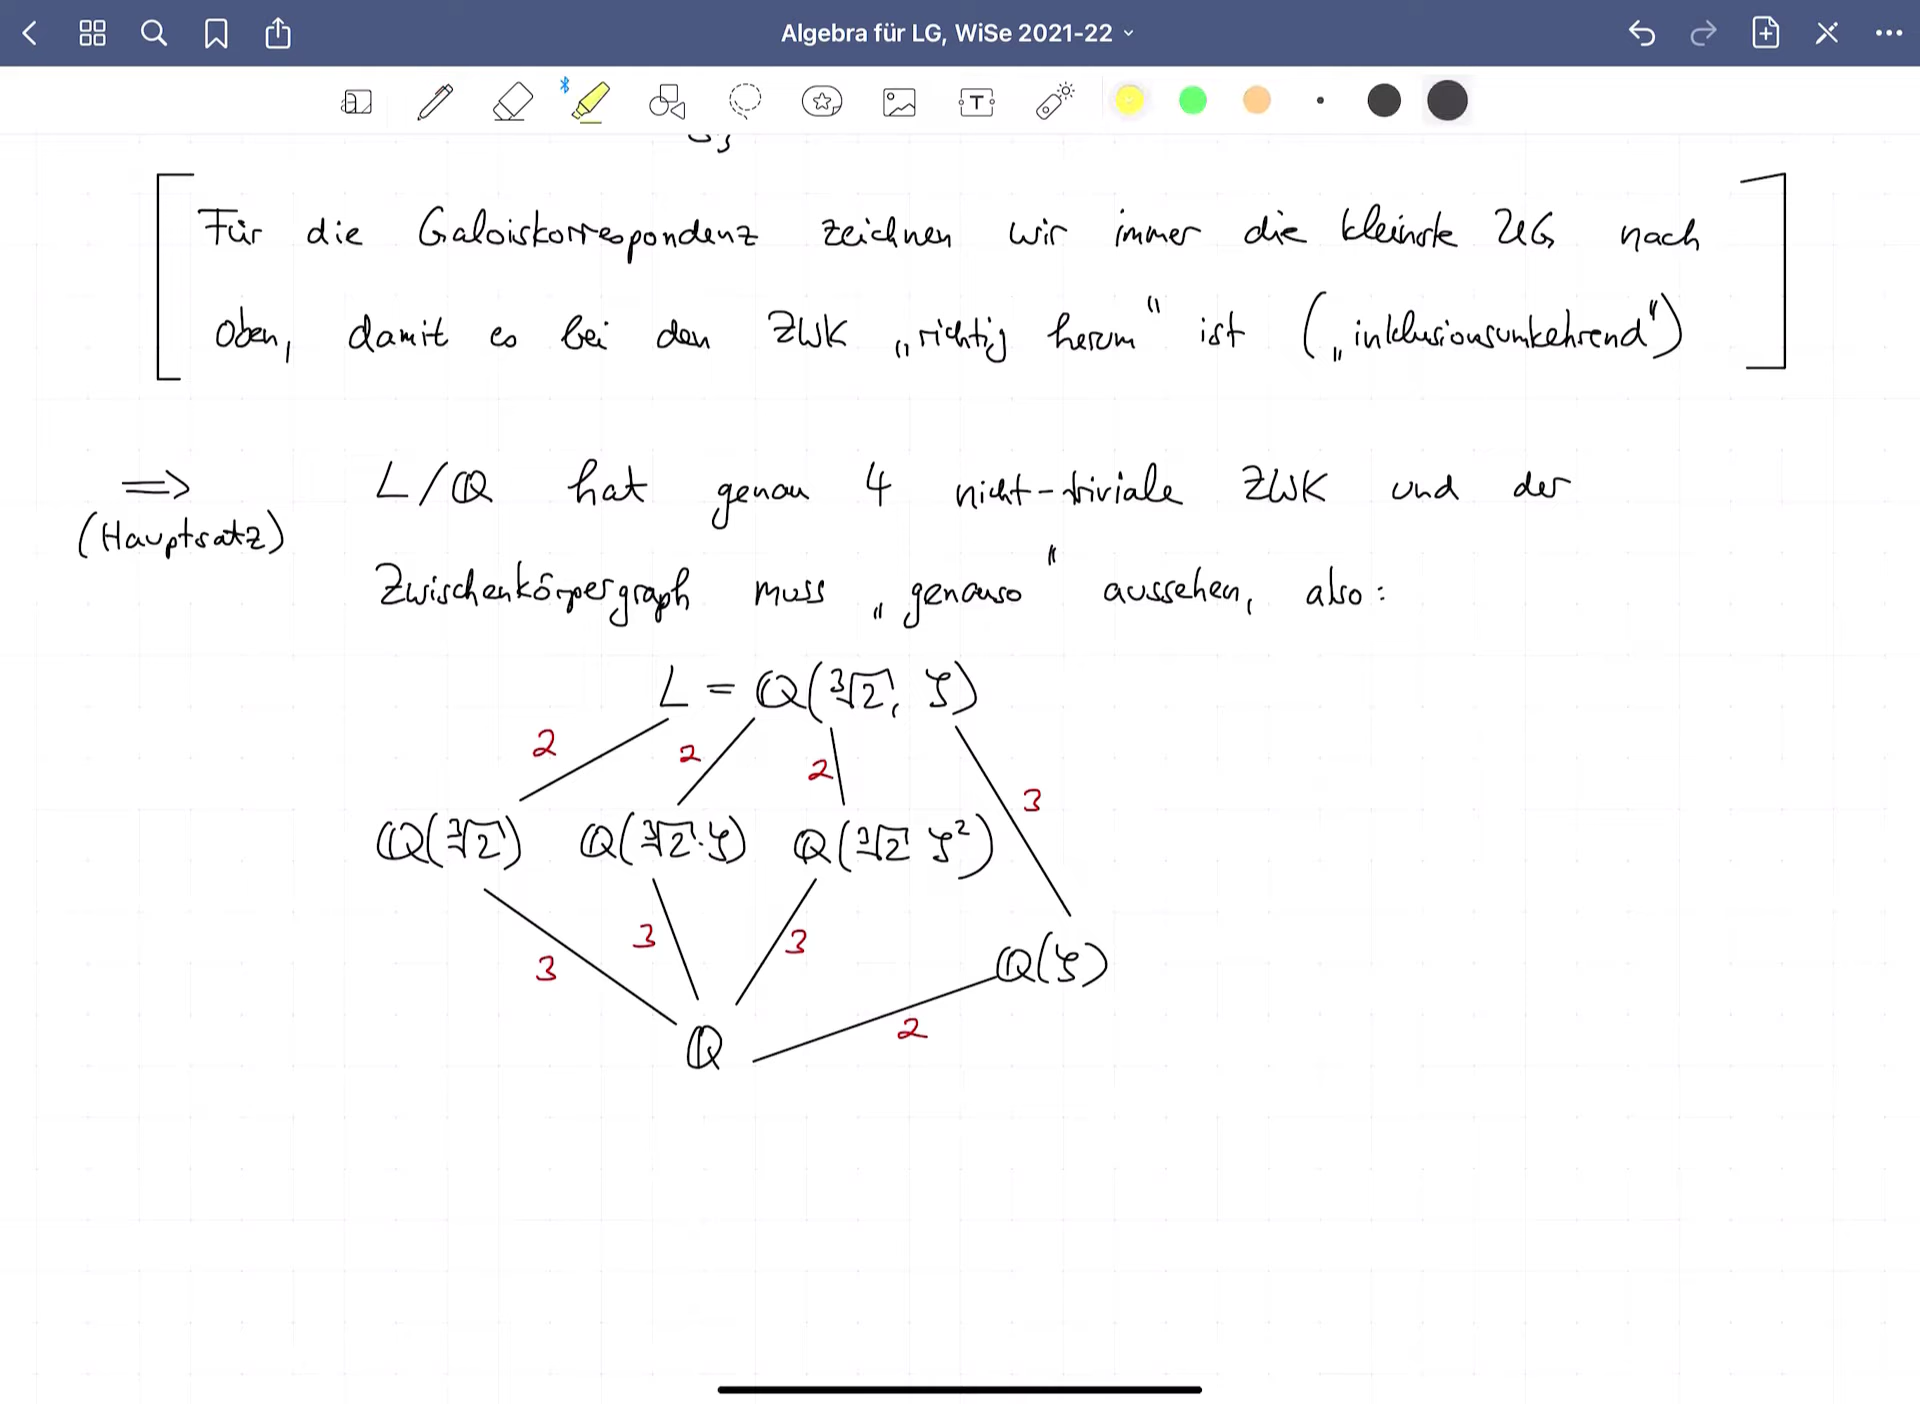 Algebra für LG, WiSe 2021-22
Für die Galoiskorrespondenz zeichnen wir immer die kleinste UG nach
oben, damit es bei den ZWK „richtig herum“ ist („inklusionsumkehrend“)
⟹ L/ℚ hat genau 4 nicht-triviale ZWK und der
(Hauptsatz)
Zwischenkörpergraph muss „genauso“ aussehen, also:
L = ℚ(∛2, ζ)
2 2 2 3
ℚ(∛2) ℚ(∛2·ζ) ℚ(∛2 ζ²)
3 3 3
ℚ(ζ)
2
ℚ